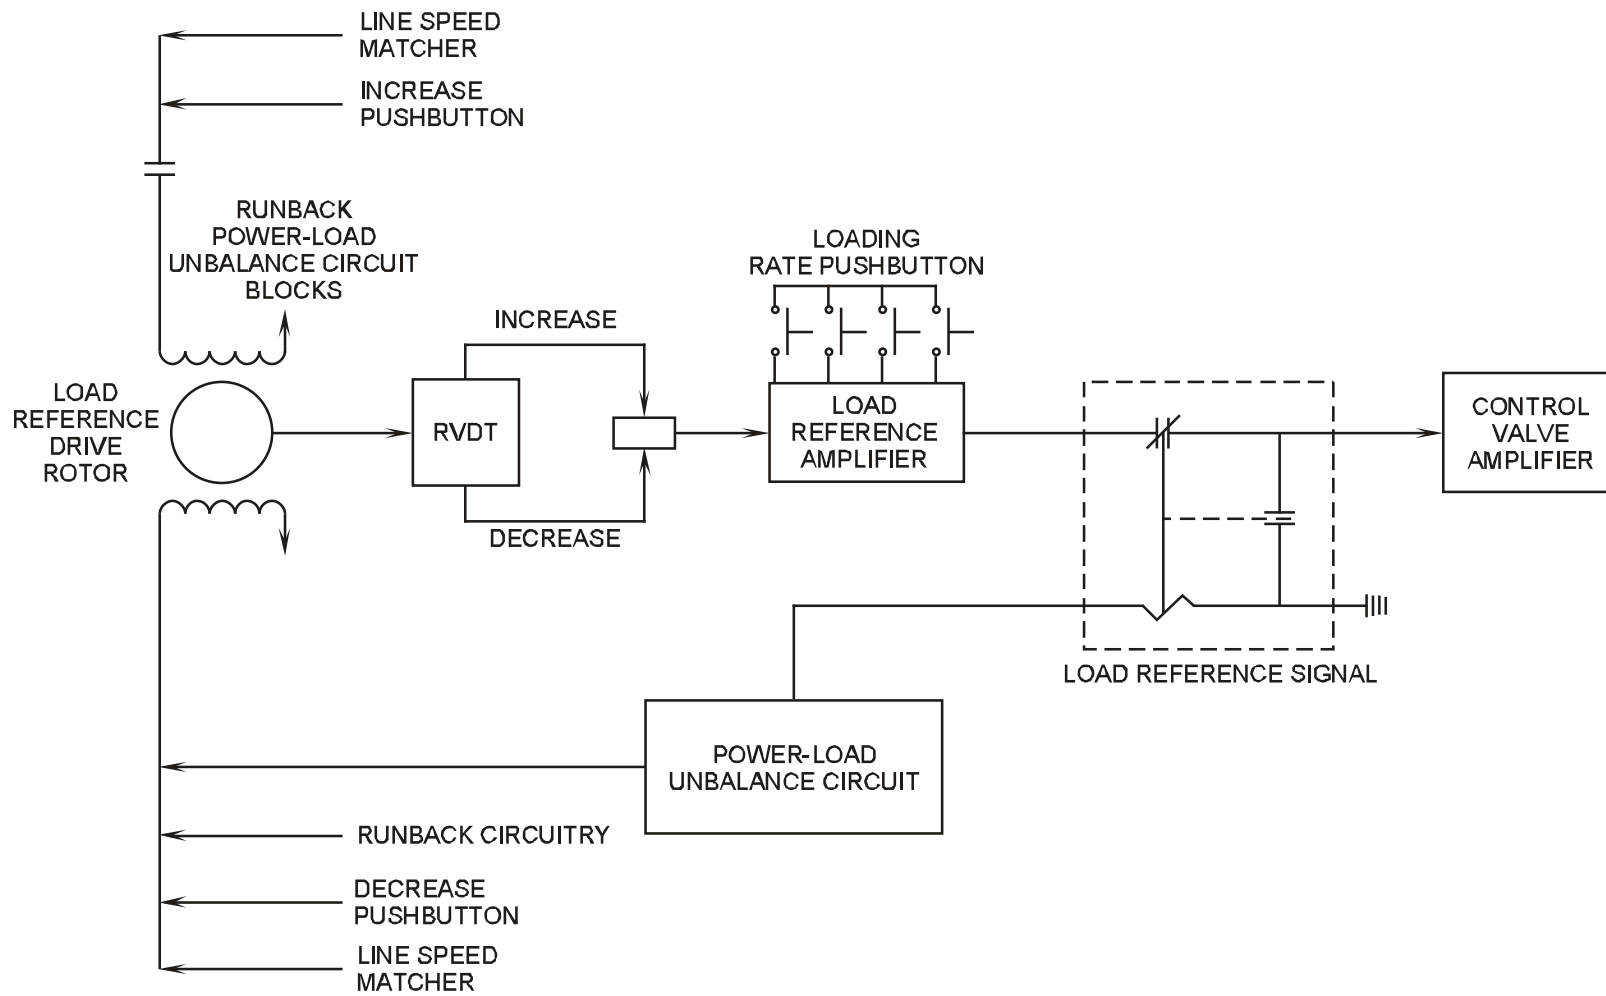 LINE SPEED
MATCHER
INCREASE
PUSHBUTTON
RUNBACK
POWER-LOAD
UNBALANCE CIRCUIT
BLOCKS
LOADING
RATE PUSHBUTTON
INCREASE
LOAD
REFERENCE
DRIVE
ROTOR
RVDT
LOAD
REFERENCE
AMPLIFIER
CONTROL
VALVE
AMPLIFIER
DECREASE
LOAD REFERENCE SIGNAL
POWER-LOAD
UNBALANCE CIRCUIT
RUNBACK CIRCUITRY
DECREASE
PUSHBUTTON
LINE SPEED
MATCHER